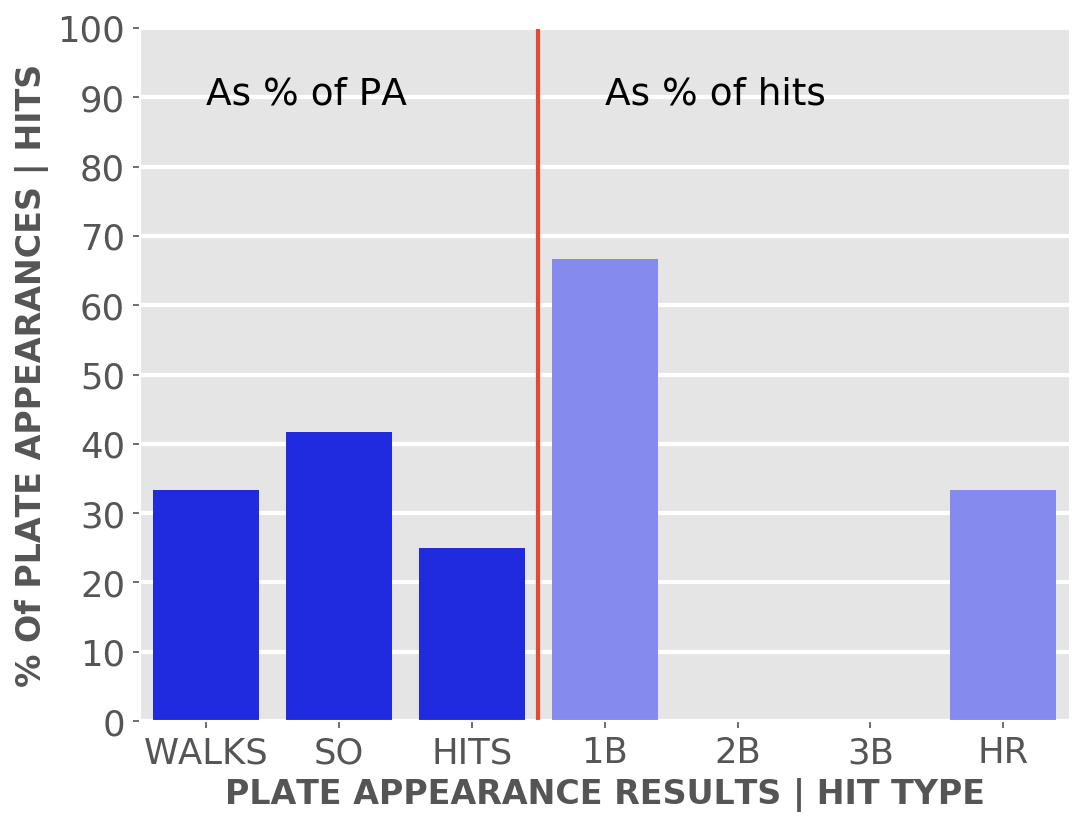 100
90
80
70
60
50
40
30
20
10
0
% Of PLATE APPEARANCES | HITS
As % of PA
As % of hits
WALKS SO HITS 1B 2B 3B HR
PLATE APPEARANCE RESULTS | HIT TYPE